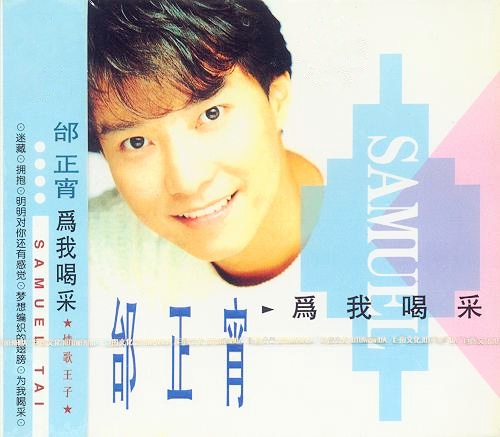 邰正宵
SAMUEL TAI
爲我喝采
★情歌王子★
⊙迷藏⊙拥抱⊙明明对你还有感觉⊙梦想编织的翅膀⊙为我喝采
SAMUEL
邰正宵
爲我喝采